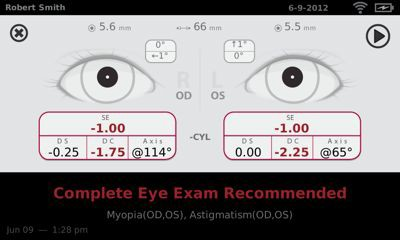 Robert Smith 6-9-2012
5.6 mm 66 mm 5.5 mm
0° ↑1°
←1° 0°
R L
OD OS
SE SE
-1.00 -1.00
-CYL
DS DC Axis DS DC Axis
-0.25 -1.75 @114° 0.00 -2.25 @65°
Complete Eye Exam Recommended
Myopia(OD,OS), Astigmatism(OD,OS)
Jun 09 — 1:28 pm